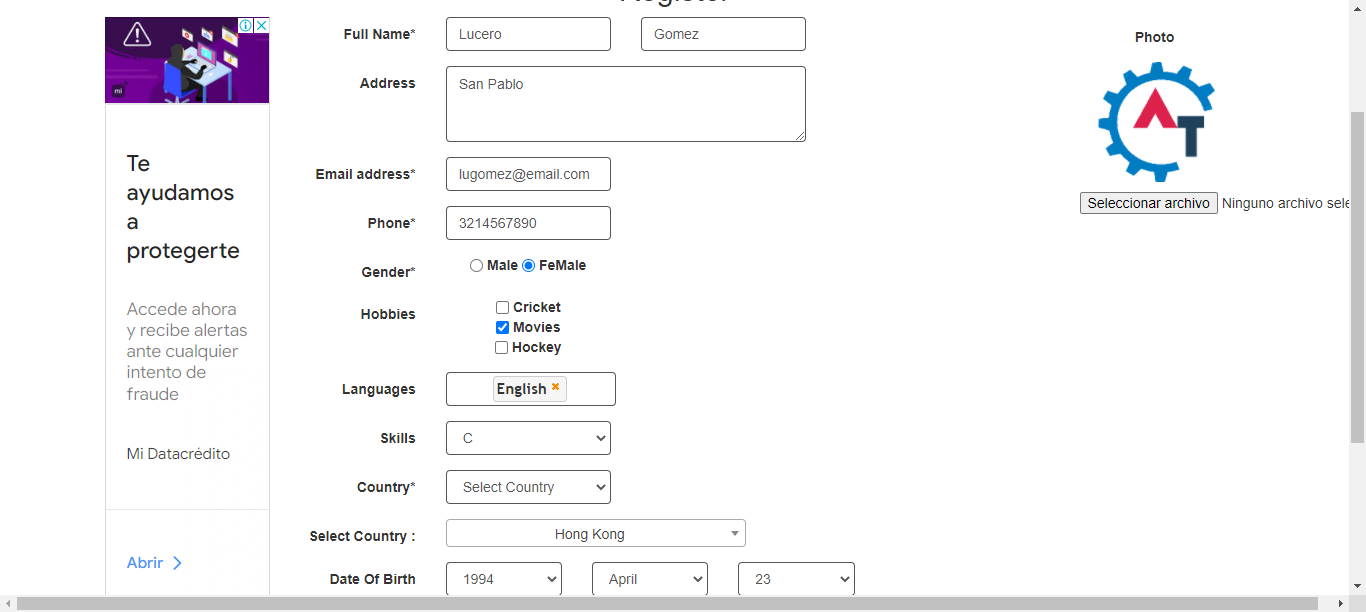 Register
Full Name*
Lucero
Gomez
Photo
Address
San Pablo
Te
ayudamos
a
protegerte
Email address*
lugomez@email.com
Seleccionar archivo Ninguno archivo sele
Phone*
3214567890
Gender*
Male FeMale
Accede ahora
y recibe alertas
ante cualquier
intento de
fraude
Hobbies
Cricket
Movies
Hockey
Languages
English
Skills
C
Mi Datacrédito
Country*
Select Country
Select Country :
Hong Kong
Abrir
Date Of Birth
1994
April
23
mi
AT